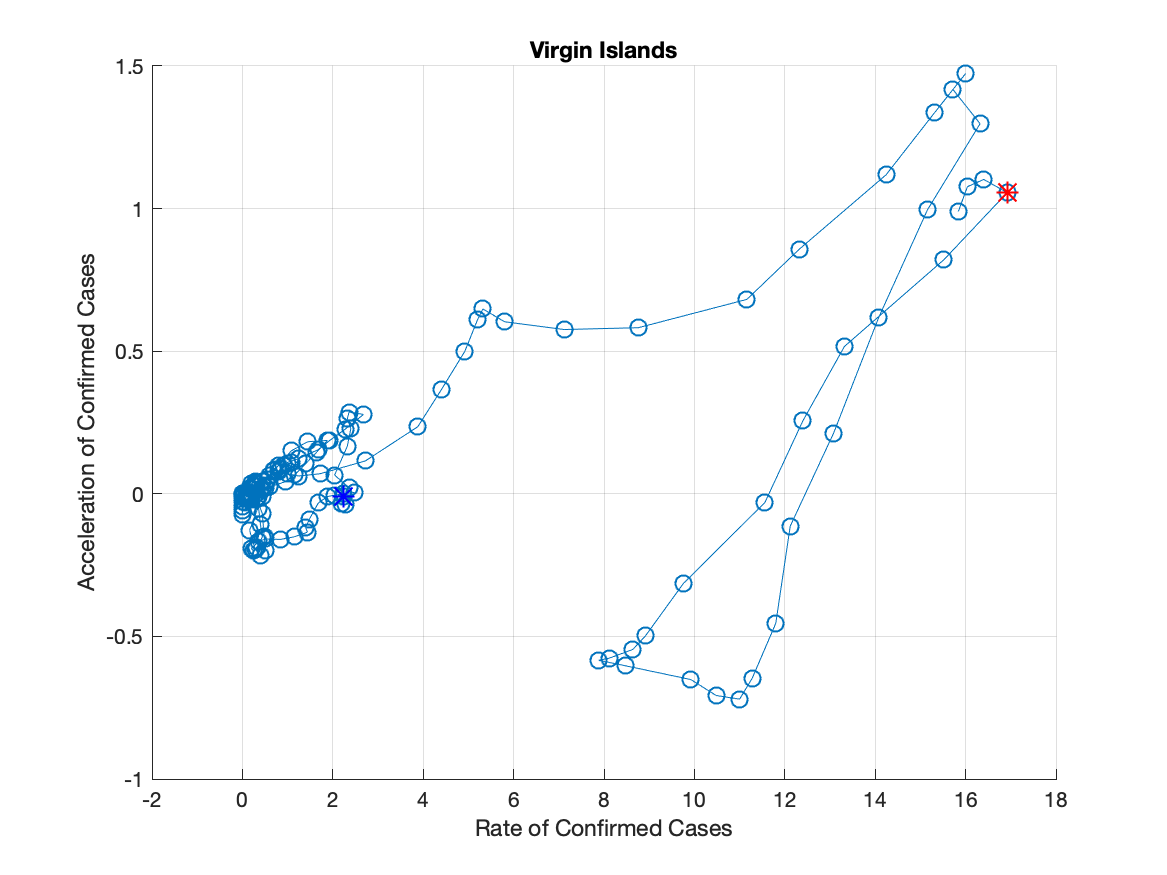 Virgin Islands
1.5
1
0.5
0
-0.5
-1
-2 0 2 4 6 8 10 12 14 16 18
Rate of Confirmed Cases
Acceleration of Confirmed Cases